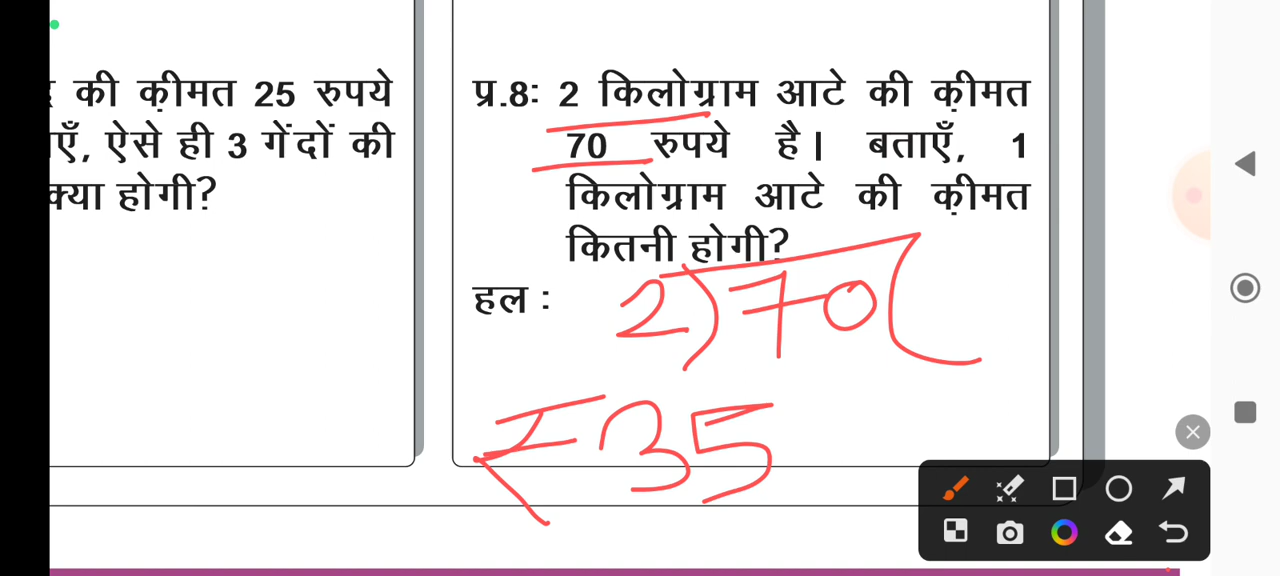 की क़ीमत 25 रुपये
एँ, ऐसे ही 3 गेंदों की
क्या होगी?
प्र.8: 2 किलोग्राम आटे की क़ीमत
70 रुपये है। बताएँ, 1
किलोग्राम आटे की क़ीमत
कितनी होगी?
हल :
2)70(
₹35